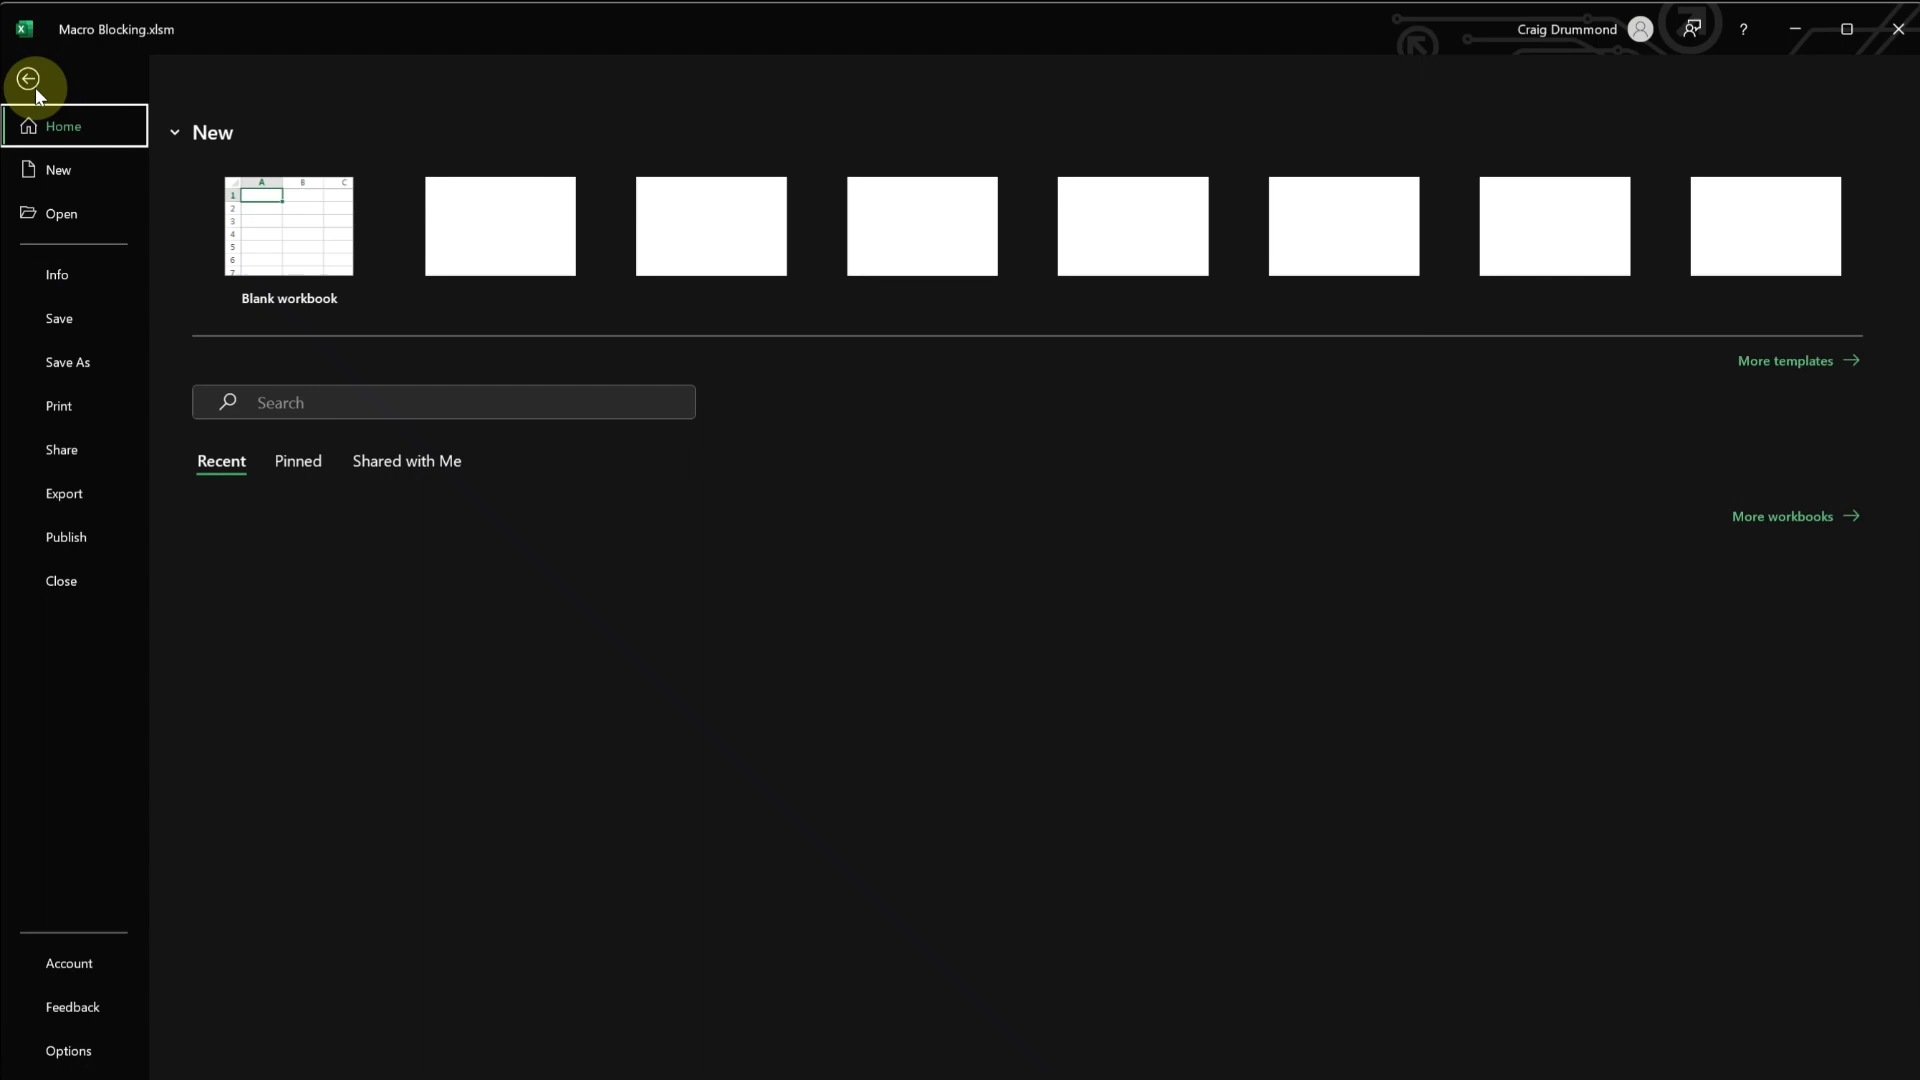 Macro Blocking.xlsm
Craig Drummond
?
Home
New
Open
Info
Save
Save As
Print
Share
Export
Publish
Close
Account
Feedback
Options
New
A B C
1
2
3
4
5
6
7
Blank workbook
More templates
Search
Recent Pinned Shared with Me
More workbooks